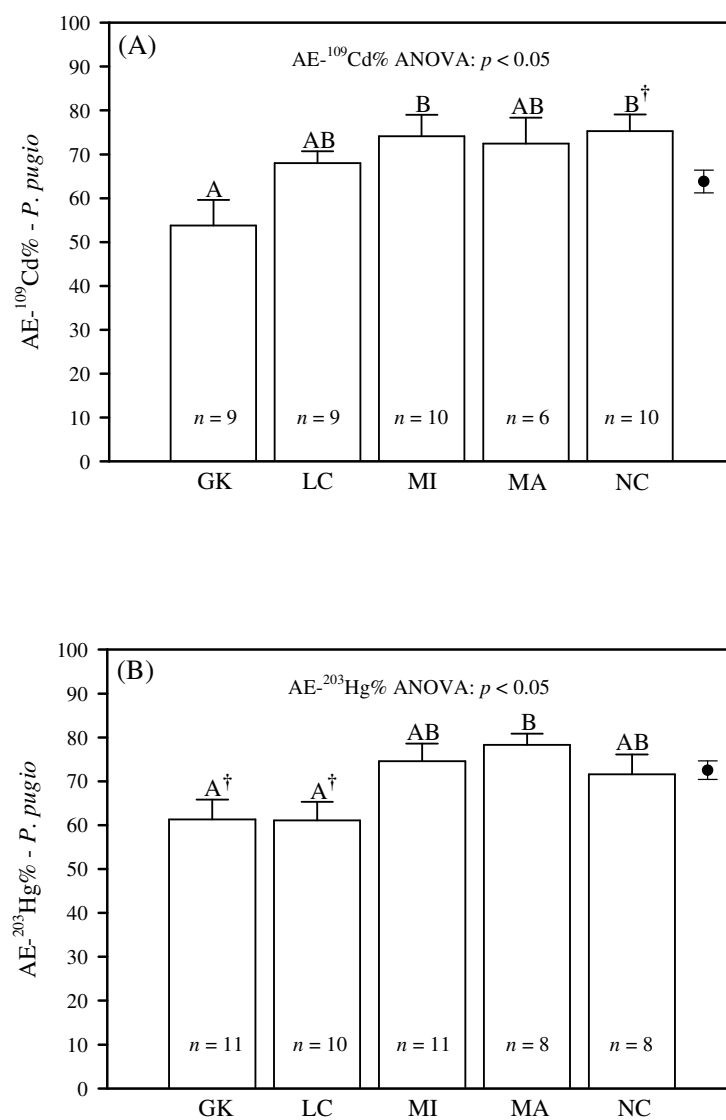 (A)
AE-¹⁰⁹Cd% ANOVA: p < 0.05
AE-¹⁰⁹Cd% - P. pugio
100
90
80
70
60
50
40
30
20
10
0
A
AB
B
AB
B†
n = 9
n = 9
n = 10
n = 6
n = 10
GK
LC
MI
MA
NC
(B)
AE-²⁰³Hg% ANOVA: p < 0.05
AE-²⁰³Hg% - P. pugio
100
90
80
70
60
50
40
30
20
10
0
A†
A†
AB
B
AB
n = 11
n = 10
n = 11
n = 8
n = 8
GK
LC
MI
MA
NC